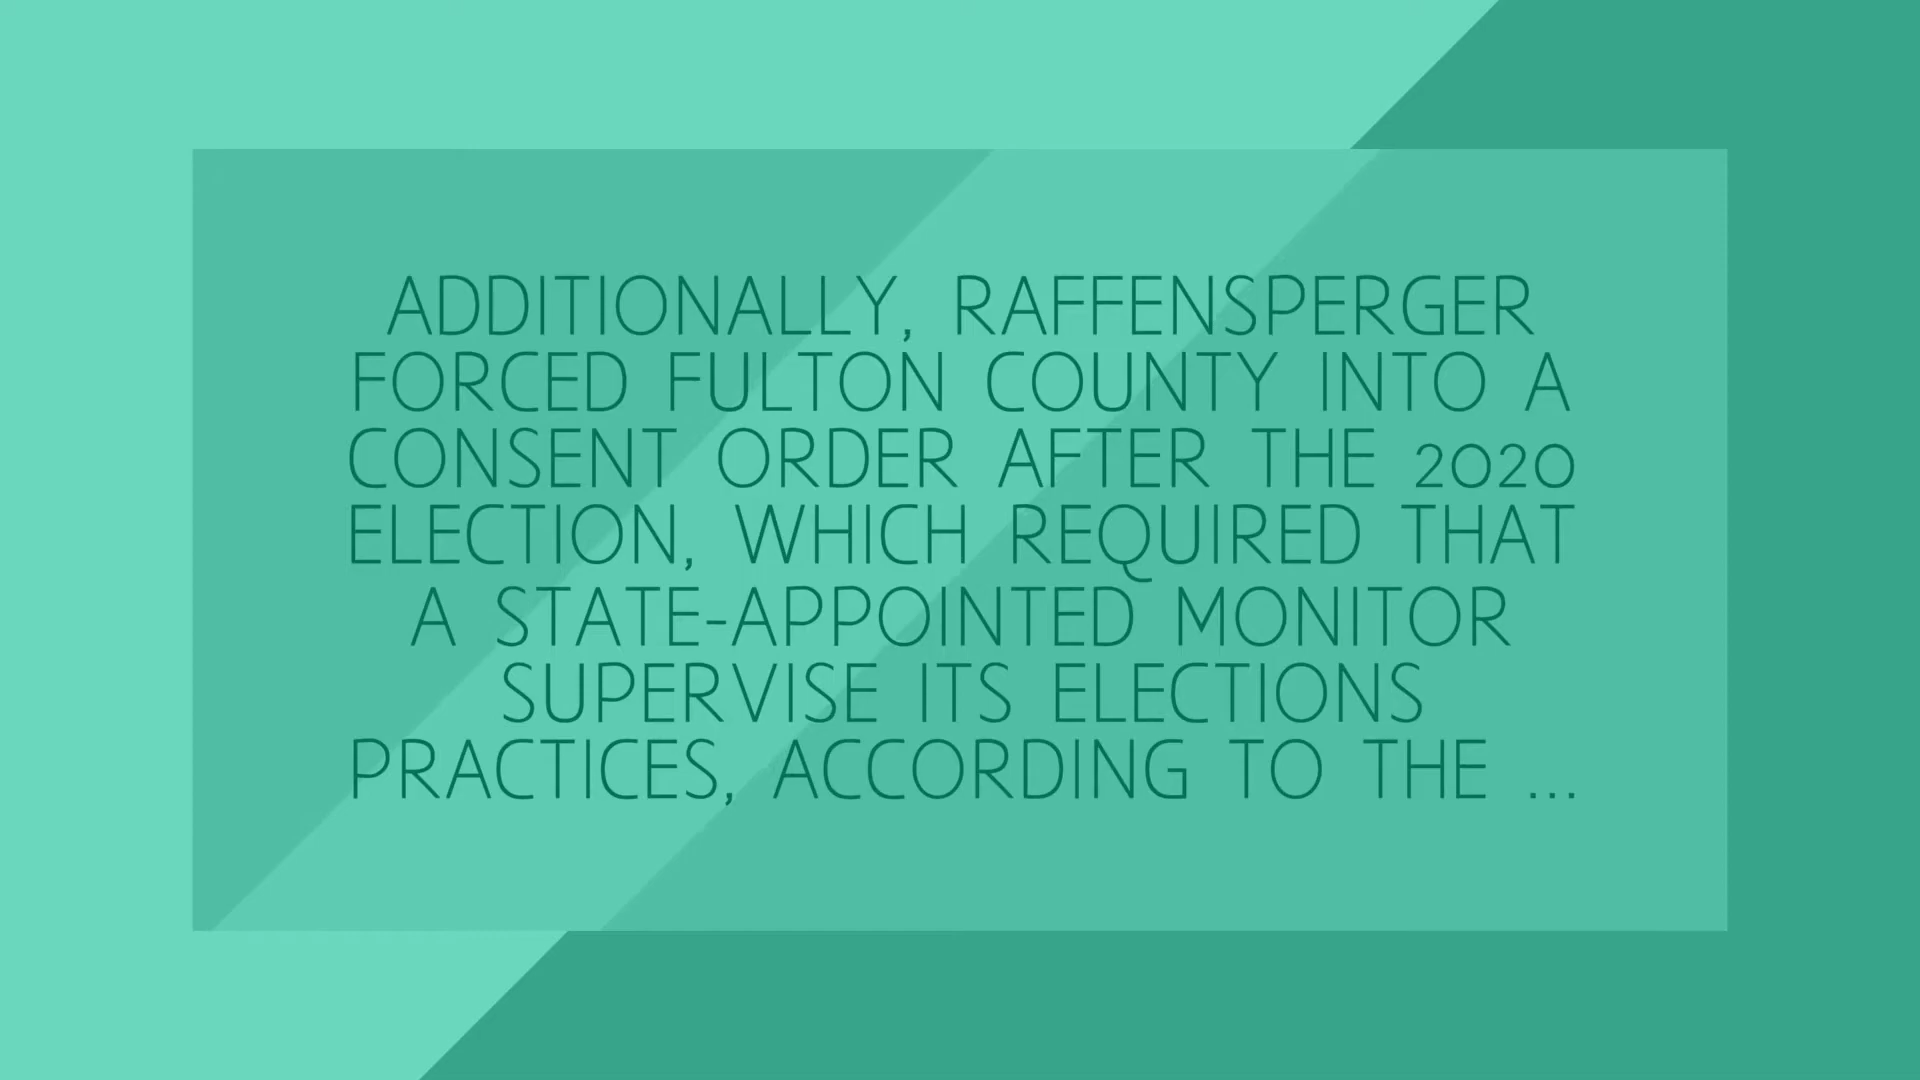 ADDITIONALLY, RAFFENSPERGER
FORCED FULTON COUNTY INTO A
CONSENT ORDER AFTER THE 2020
ELECTION, WHICH REQUIRED THAT
A STATE-APPOINTED MONITOR
SUPERVISE ITS ELECTIONS
PRACTICES, ACCORDING TO THE ...